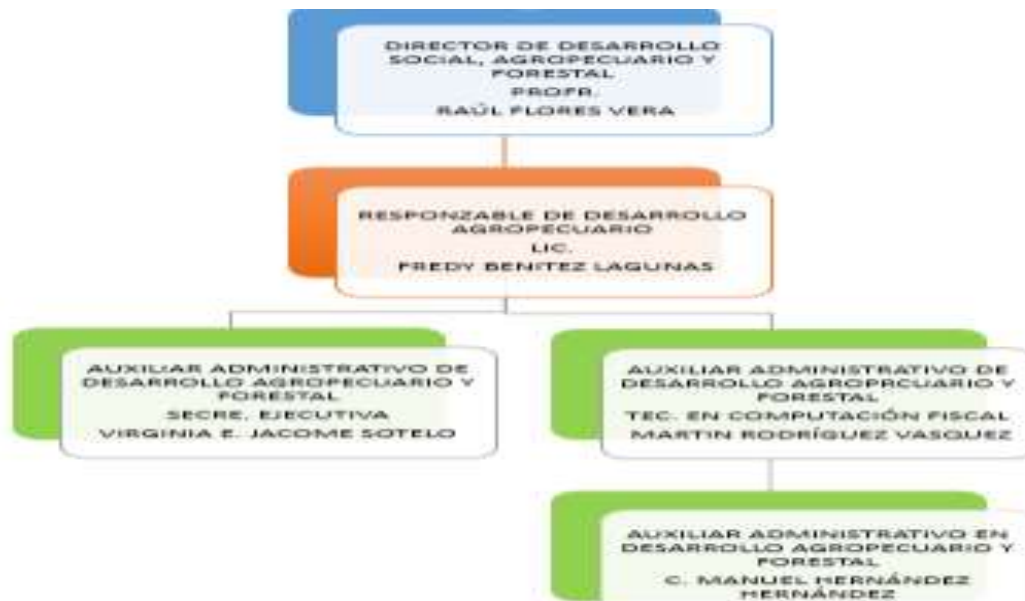 DIRECTOR DE DESARROLLO
SOCIAL, AGROPECUARIO Y
FORESTAL
PROFR.
RAÚL FLORES VERA
RESPONZABLE DE DESARROLLO
AGROPECUARIO
LIC.
FREDY BENITEZ LAGUNAS
AUXILIAR ADMINISTRATIVO DE
DESARROLLO AGROPECUARIO Y
FORESTAL
SECRE. EJECUTIVA
VIRGINIA E. JACOME SOTELO
AUXILIAR ADMINISTRATIVO DE
DESARROLLO AGROPRCUARIO Y
FORESTAL
TEC. EN COMPUTACIÓN FISCAL
MARTIN RODRÍGUEZ VASQUEZ
AUXILIAR ADMINISTRATIVO EN
DESARROLLO AGROPECUARIO Y
FORESTAL
C. MANUEL HERNÁNDEZ
HERNÁNDEZ